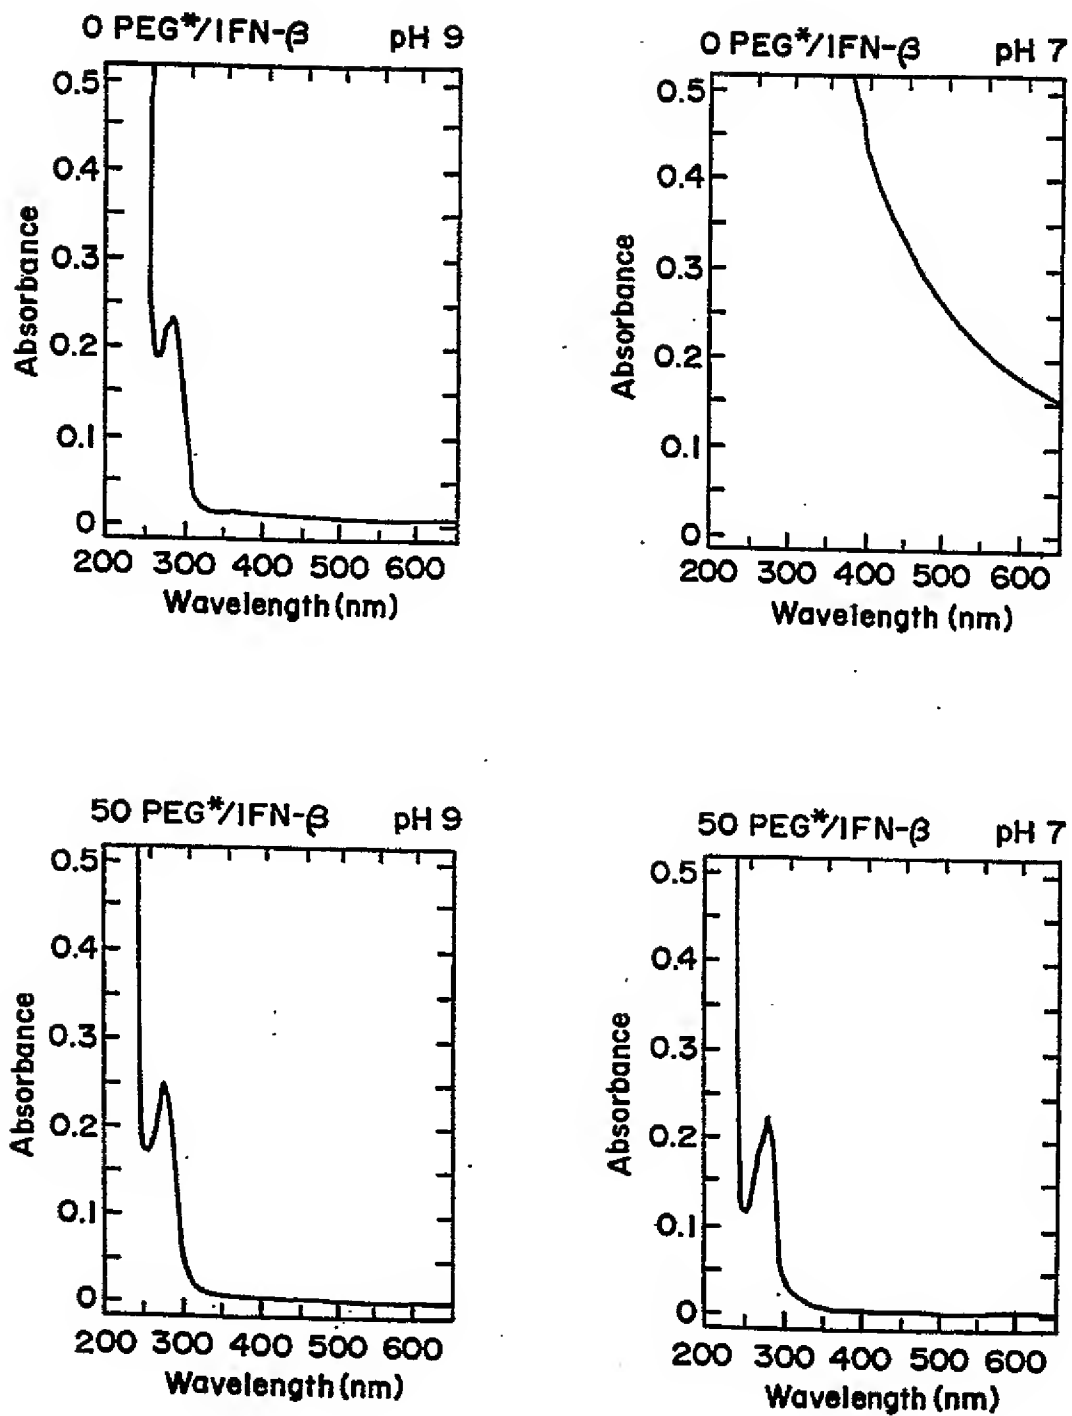 0 PEG*/IFN-β pH 9
0.5
0.4
0.3
0.2
0.1
0
Absorbance
200 300 400 500 600
Wavelength (nm)
0 PEG*/IFN-β pH 7
0.5
0.4
0.3
0.2
0.1
0
Absorbance
200 300 400 500 600
Wavelength (nm)
50 PEG*/IFN-β pH 9
0.5
0.4
0.3
0.2
0.1
0
Absorbance
200 300 400 500 600
Wavelength (nm)
50 PEG*/IFN-β pH 7
0.5
0.4
0.3
0.2
0.1
0
Absorbance
200 300 400 500 600
Wavelength (nm)